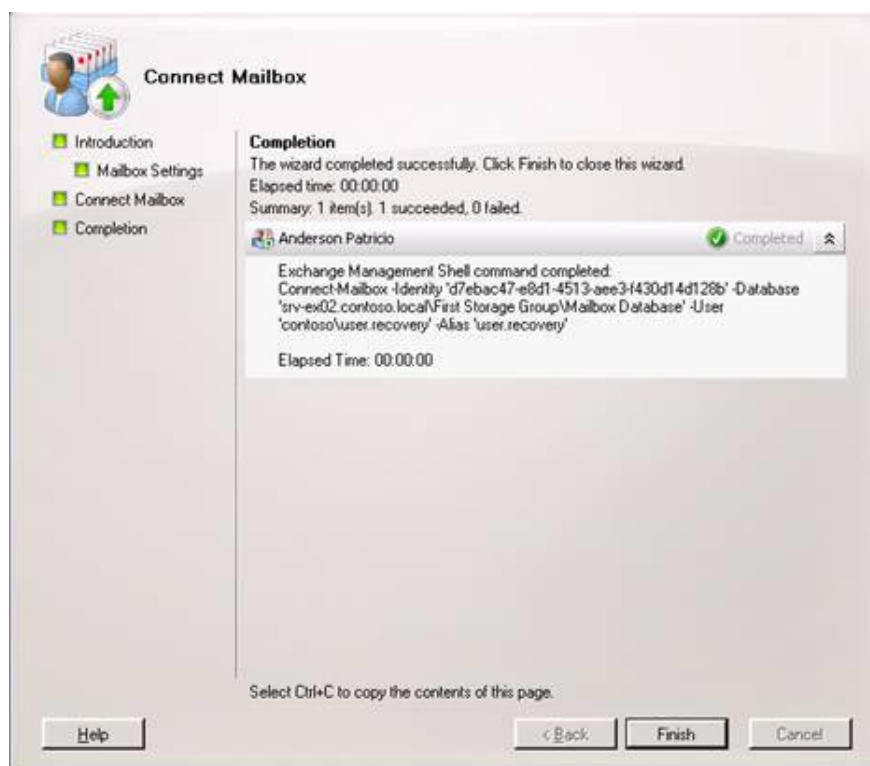 Connect Mailbox
Introduction
Mailbox Settings
Connect Mailbox
Completion
Completion
The wizard completed successfully. Click Finish to close this wizard.
Elapsed time: 00:00:00
Summary: 1 item(s). 1 succeeded, 0 failed.
Anderson Patricio
Completed
Exchange Management Shell command completed:
Connect-Mailbox -Identity 'd7ebac47-e8d1-4513-aee3-f430d14d128b' -Database
'srv-ex02.contoso.local\First Storage Group\Mailbox Database' -User
'contoso\user.recovery' -Alias 'user.recovery'
Elapsed Time: 00:00:00
Select Ctrl+C to copy the contents of this page.
Help
< Back
Finish
Cancel